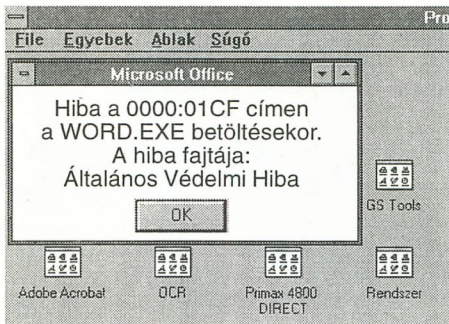 Pro
File Egyebek Ablak Súgó
Microsoft Office
Hiba a 0000:01CF címen
a WORD.EXE betöltésekor.
A hiba fajtája:
Általános Védelmi Hiba
OK
GS Tools
Adobe Acrobat OCR Primax 4800 DIRECT Rendszer